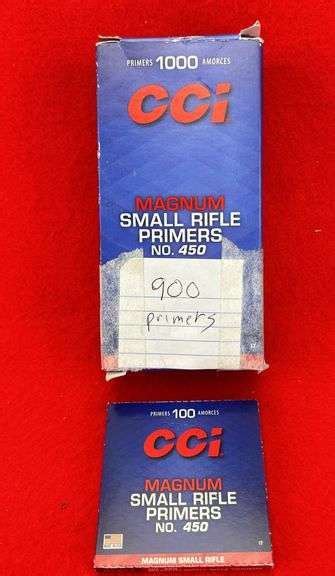 PRIMERS 1000 AMORCES
CCI
MAGNUM
SMALL RIFLE
PRIMERS
NO. 450
900
primers
PRIMERS 100 AMORCES
CCI
MAGNUM
SMALL RIFLE
PRIMERS
NO. 450
MAGNUM SMALL RIFLE